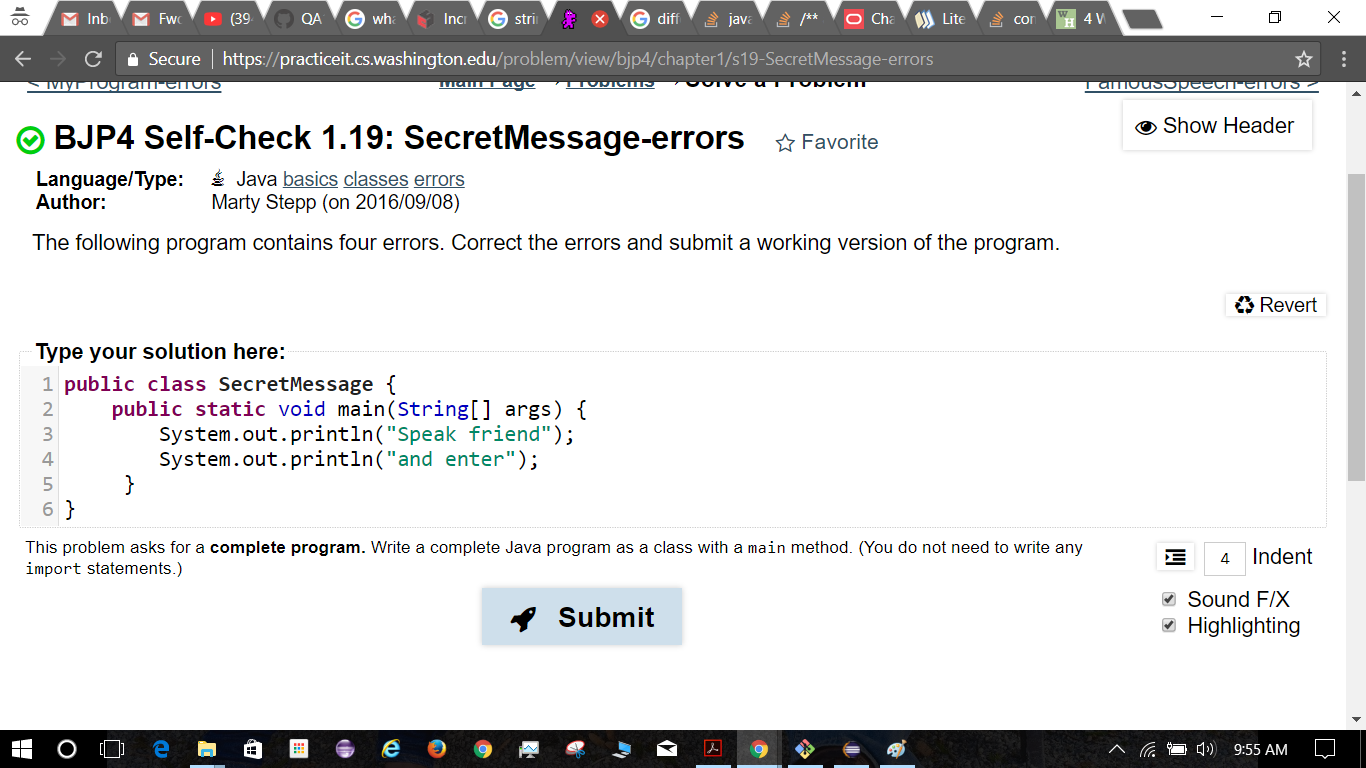 Inb
Fwc
(39
QA
wha
Incr
strin
diff
java
/**
Cha
Lite
cor
4 W
Secure
https://practiceit.cs.washington.edu/problem/view/bjp4/chapter1/s19-SecretMessage-errors
< MyProgram-errors
Main Page → Problems → Solve a Problem
FamousSpeech-errors >
Show Header
BJP4 Self-Check 1.19: SecretMessage-errors
Favorite
Language/Type: Java basics classes errors
Author: Marty Stepp (on 2016/09/08)
The following program contains four errors. Correct the errors and submit a working version of the program.
Revert
Type your solution here:
1 public class SecretMessage {
2     public static void main(String[] args) {
3         System.out.println("Speak friend");
4         System.out.println("and enter");
5      }
6 }
This problem asks for a complete program. Write a complete Java program as a class with a main method. (You do not need to write any
import statements.)
4 Indent
Submit
Sound F/X
Highlighting
9:55 AM